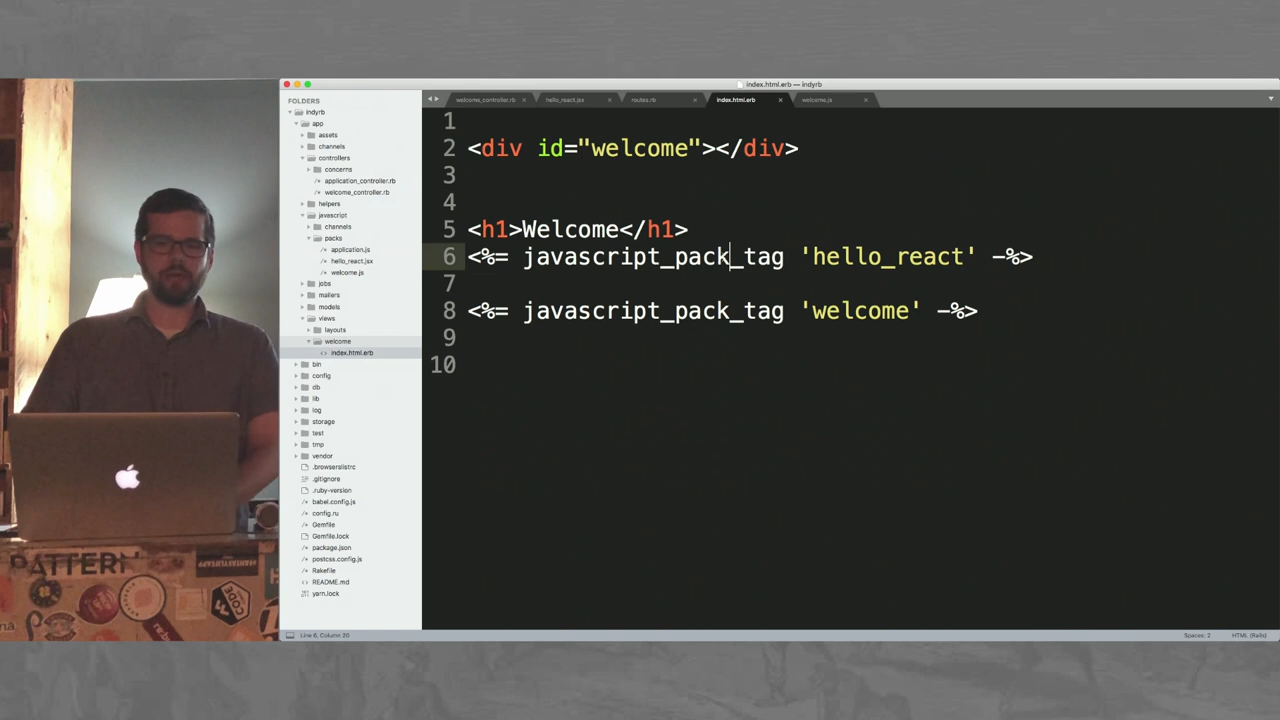 index.html.erb — indyrb
FOLDERS
indyrb
app
assets
channels
controllers
concerns
application_controller.rb
welcome_controller.rb
helpers
javascript
channels
packs
application.js
hello_react.jsx
welcome.js
jobs
mailers
models
views
layouts
welcome
index.html.erb
bin
config
db
lib
log
storage
test
tmp
vendor
.browserslistrc
.gitignore
.ruby-version
babel.config.js
config.ru
Gemfile
Gemfile.lock
package.json
postcss.config.js
Rakefile
README.md
yarn.lock
welcome_controller.rb × hello_react.jsx × routes.rb × index.html.erb × welcome.js ×
1
2 <div id="welcome"></div>
3
4
5 <h1>Welcome</h1>
6 <%= javascript_pack_tag 'hello_react' -%>
7
8 <%= javascript_pack_tag 'welcome' -%>
9
10
Line 6, Column 20
Spaces: 2
HTML (Rails)
PATTERN
CODE